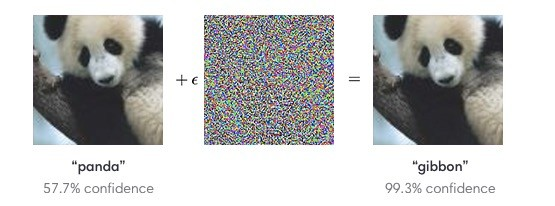 + ϵ
=
“panda”
57.7% confidence
“gibbon”
99.3% confidence